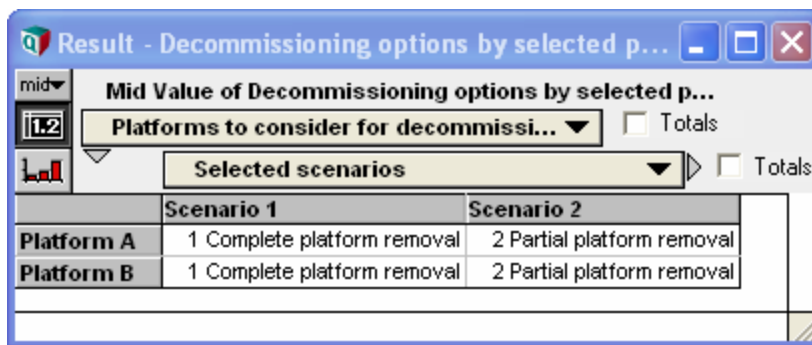 Result - Decommissioning options by selected p...
mid
Mid Value of Decommissioning options by selected p...
1.2
Platforms to consider for decommissi... Totals
Selected scenarios Totals
Scenario 1 Scenario 2
Platform A 1 Complete platform removal 2 Partial platform removal
Platform B 1 Complete platform removal 2 Partial platform removal